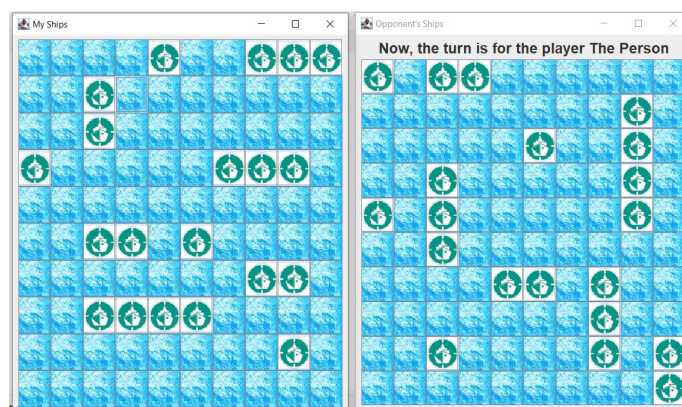 My Ships
Opponent's Ships
Now, the turn is for the player The Person